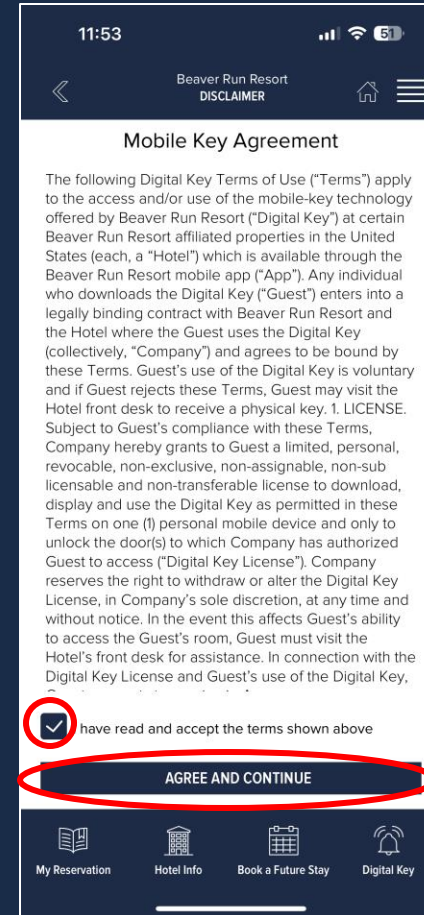 11:53
51
Beaver Run Resort
DISCLAIMER
Mobile Key Agreement
The following Digital Key Terms of Use (“Terms”) apply
to the access and/or use of the mobile-key technology
offered by Beaver Run Resort (“Digital Key”) at certain
Beaver Run Resort affiliated properties in the United
States (each, a “Hotel”) which is available through the
Beaver Run Resort mobile app (“App”). Any individual
who downloads the Digital Key (“Guest”) enters into a
legally binding contract with Beaver Run Resort and
the Hotel where the Guest uses the Digital Key
(collectively, “Company”) and agrees to be bound by
these Terms. Guest’s use of the Digital Key is voluntary
and if Guest rejects these Terms, Guest may visit the
Hotel front desk to receive a physical key. 1. LICENSE.
Subject to Guest’s compliance with these Terms,
Company hereby grants to Guest a limited, personal,
revocable, non-exclusive, non-assignable, non-sub
licensable and non-transferable license to download,
display and use the Digital Key as permitted in these
Terms on one (1) personal mobile device and only to
unlock the door(s) to which Company has authorized
Guest to access (“Digital Key License”). Company
reserves the right to withdraw or alter the Digital Key
License, in Company’s sole discretion, at any time and
without notice. In the event this affects Guest’s ability
to access the Guest’s room, Guest must visit the
Hotel’s front desk for assistance. In connection with the
Digital Key License and Guest’s use of the Digital Key,
have read and accept the terms shown above
AGREE AND CONTINUE
My Reservation Hotel Info Book a Future Stay Digital Key